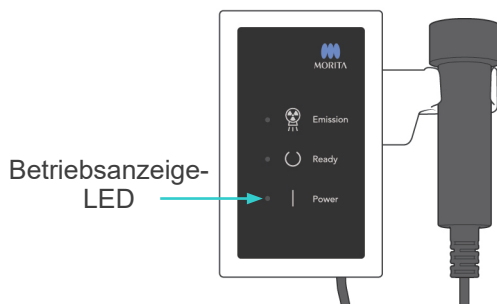 MORITA
Emission
Ready
Betriebsanzeige-
LED
Power